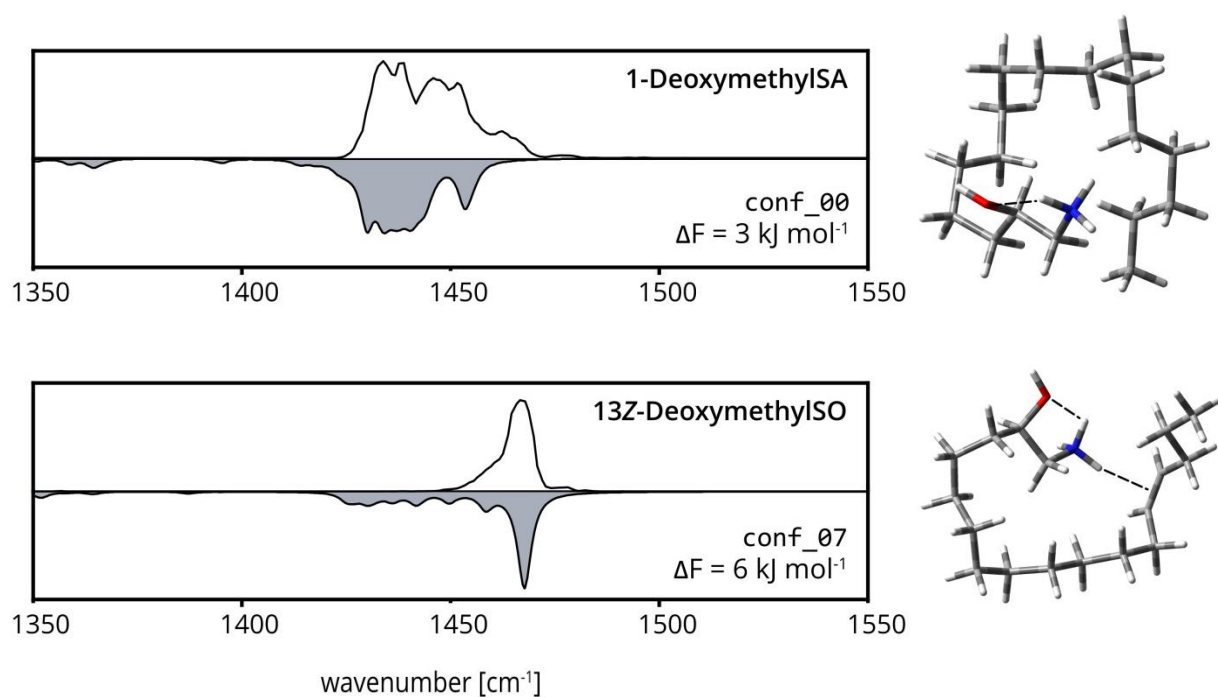 1-DeoxymethylSA
conf_00
ΔF = 3 kJ mol⁻¹
1350 1400 1450 1500 1550
13Z-DeoxymethylSO
conf_07
ΔF = 6 kJ mol⁻¹
1350 1400 1450 1500 1550
wavenumber [cm⁻¹]